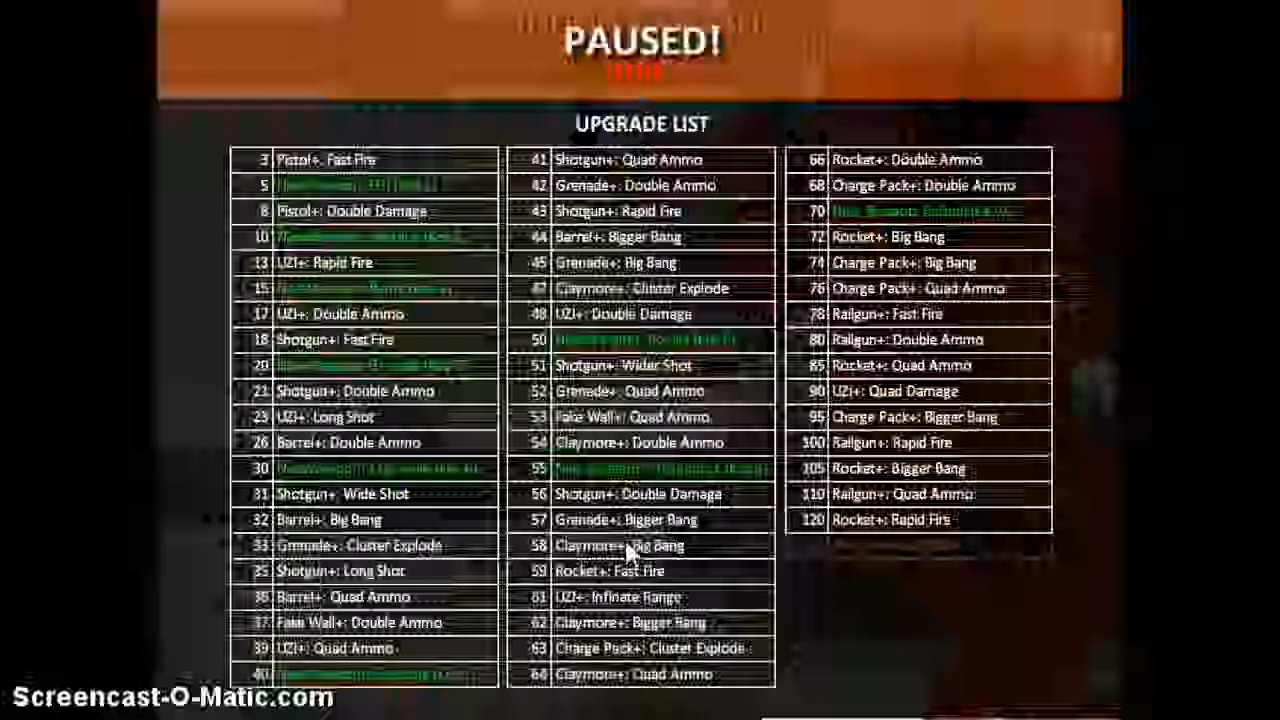 PAUSED!
UPGRADE LIST
3 Pistol+: Fast Fire
5
8 Pistol+: Double Damage
10
13 UZI+: Rapid Fire
15
17 UZI+: Double Ammo
18 Shotgun+: Fast Fire
20
Shotgun+: Double Ammo
UZI+: Long Shot
26 Barrel+: Double Ammo
30
31 Shotgun+: Wide Shot
32 Barrel+: Big Bang
33 Grenade+: Cluster Explode
35 Shotgun+: Long Shot
36 Barrel+: Quad Ammo
37 Fake Wall+: Double Ammo
39 UZI+: Quad Ammo
40
41 Shotgun+: Quad Ammo
42 Grenade+: Double Ammo
43 Shotgun+: Rapid Fire
44 Barrel+: Bigger Bang
45 Grenade+: Big Bang
47 Claymore+: Cluster Explode
48 UZI+: Double Damage
50
51 Shotgun+: Wider Shot
52 Grenade+: Quad Ammo
53 Fake Wall+: Quad Ammo
54 Claymore+: Double Ammo
55
56 Shotgun+: Double Damage
57 Grenade+: Bigger Bang
58 Claymore+: Big Bang
59 Rocket+: Fast Fire
61 UZI+: Infinate Range
62 Claymore+: Bigger Bang
63 Charge Pack+: Cluster Explode
64 Claymore+: Quad Ammo
66 Rocket+: Double Ammo
68 Charge Pack+: Double Ammo
70
72 Rocket+: Big Bang
74 Charge Pack+: Big Bang
76 Charge Pack+: Quad Ammo
78 Railgun+: Fast Fire
80 Railgun+: Double Ammo
85 Rocket+: Quad Ammo
90 UZI+: Quad Damage
95 Charge Pack+: Bigger Bang
100 Railgun+: Rapid Fire
105 Rocket+: Bigger Bang
110 Railgun+: Quad Ammo
120 Rocket+: Rapid Fire
Screencast-O-Matic.com